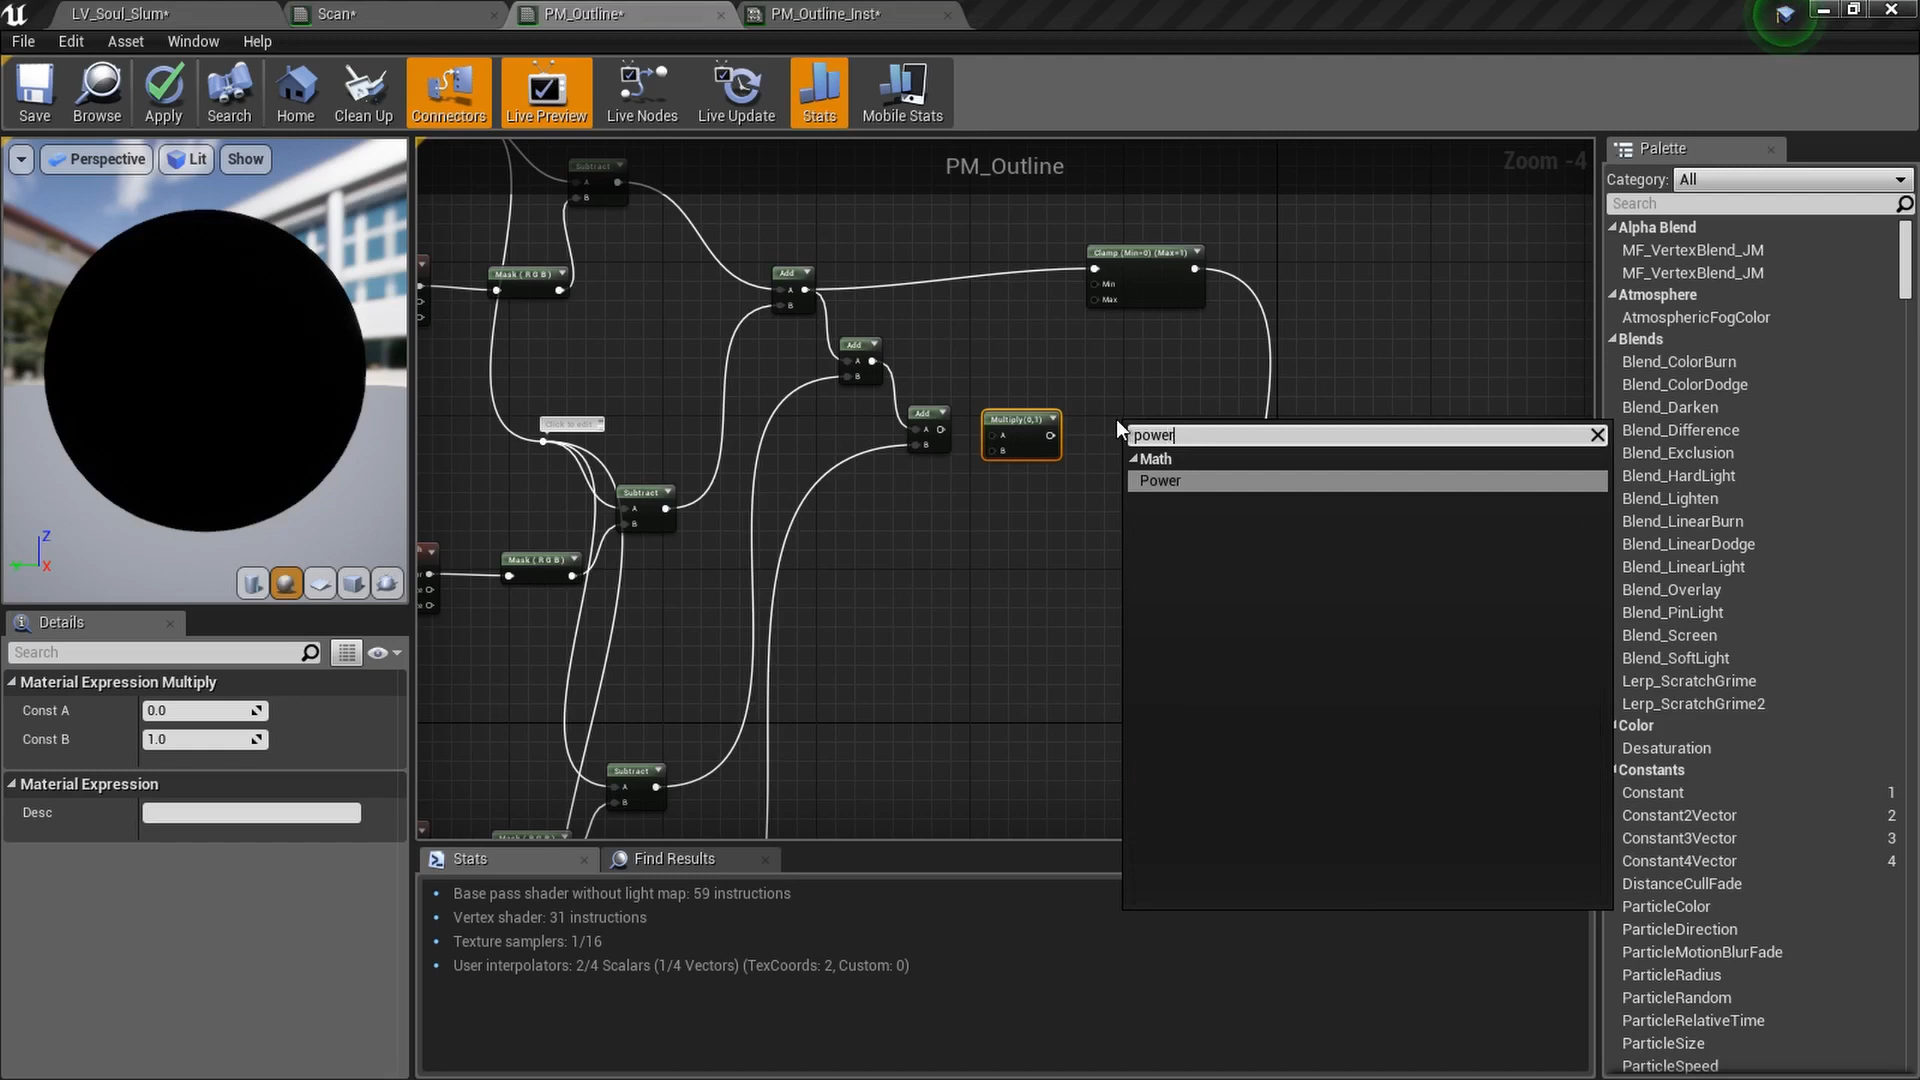 LV_Soul_Slum*
Scan*
PM_Outline*
PM_Outline_Inst*
File Edit Asset Window Help
Save Browse Apply Search Home Clean Up Connectors Live Preview Live Nodes Live Update Stats Mobile Stats
Perspective Lit Show
Z
X
Details
Search
Material Expression Multiply
Const A 0.0
Const B 1.0
Material Expression
Desc
PM_Outline
Zoom -4
Subtract
A
B
Mask ( R G B )
Add
A
B
Clamp (Min=0) (Max=1)
Min
Max
Add
A
B
Add
A
B
Multiply(0,1)
A
B
Click to edit
Subtract
A
B
Mask ( R G B )
Subtract
A
B
Mask ( R G B )
power
Math
Power
Stats
Find Results
Base pass shader without light map: 59 instructions
Vertex shader: 31 instructions
Texture samplers: 1/16
User interpolators: 2/4 Scalars (1/4 Vectors) (TexCoords: 2, Custom: 0)
Palette
Category: All
Search
Alpha Blend
MF_VertexBlend_JM
MF_VertexBlend_JM
Atmosphere
AtmosphericFogColor
Blends
Blend_ColorBurn
Blend_ColorDodge
Blend_Darken
Blend_Difference
Blend_Exclusion
Blend_HardLight
Blend_Lighten
Blend_LinearBurn
Blend_LinearDodge
Blend_LinearLight
Blend_Overlay
Blend_PinLight
Blend_Screen
Blend_SoftLight
Lerp_ScratchGrime
Lerp_ScratchGrime2
Color
Desaturation
Constants
Constant 1
Constant2Vector 2
Constant3Vector 3
Constant4Vector 4
DistanceCullFade
ParticleColor
ParticleDirection
ParticleMotionBlurFade
ParticleRadius
ParticleRandom
ParticleRelativeTime
ParticleSize
ParticleSpeed